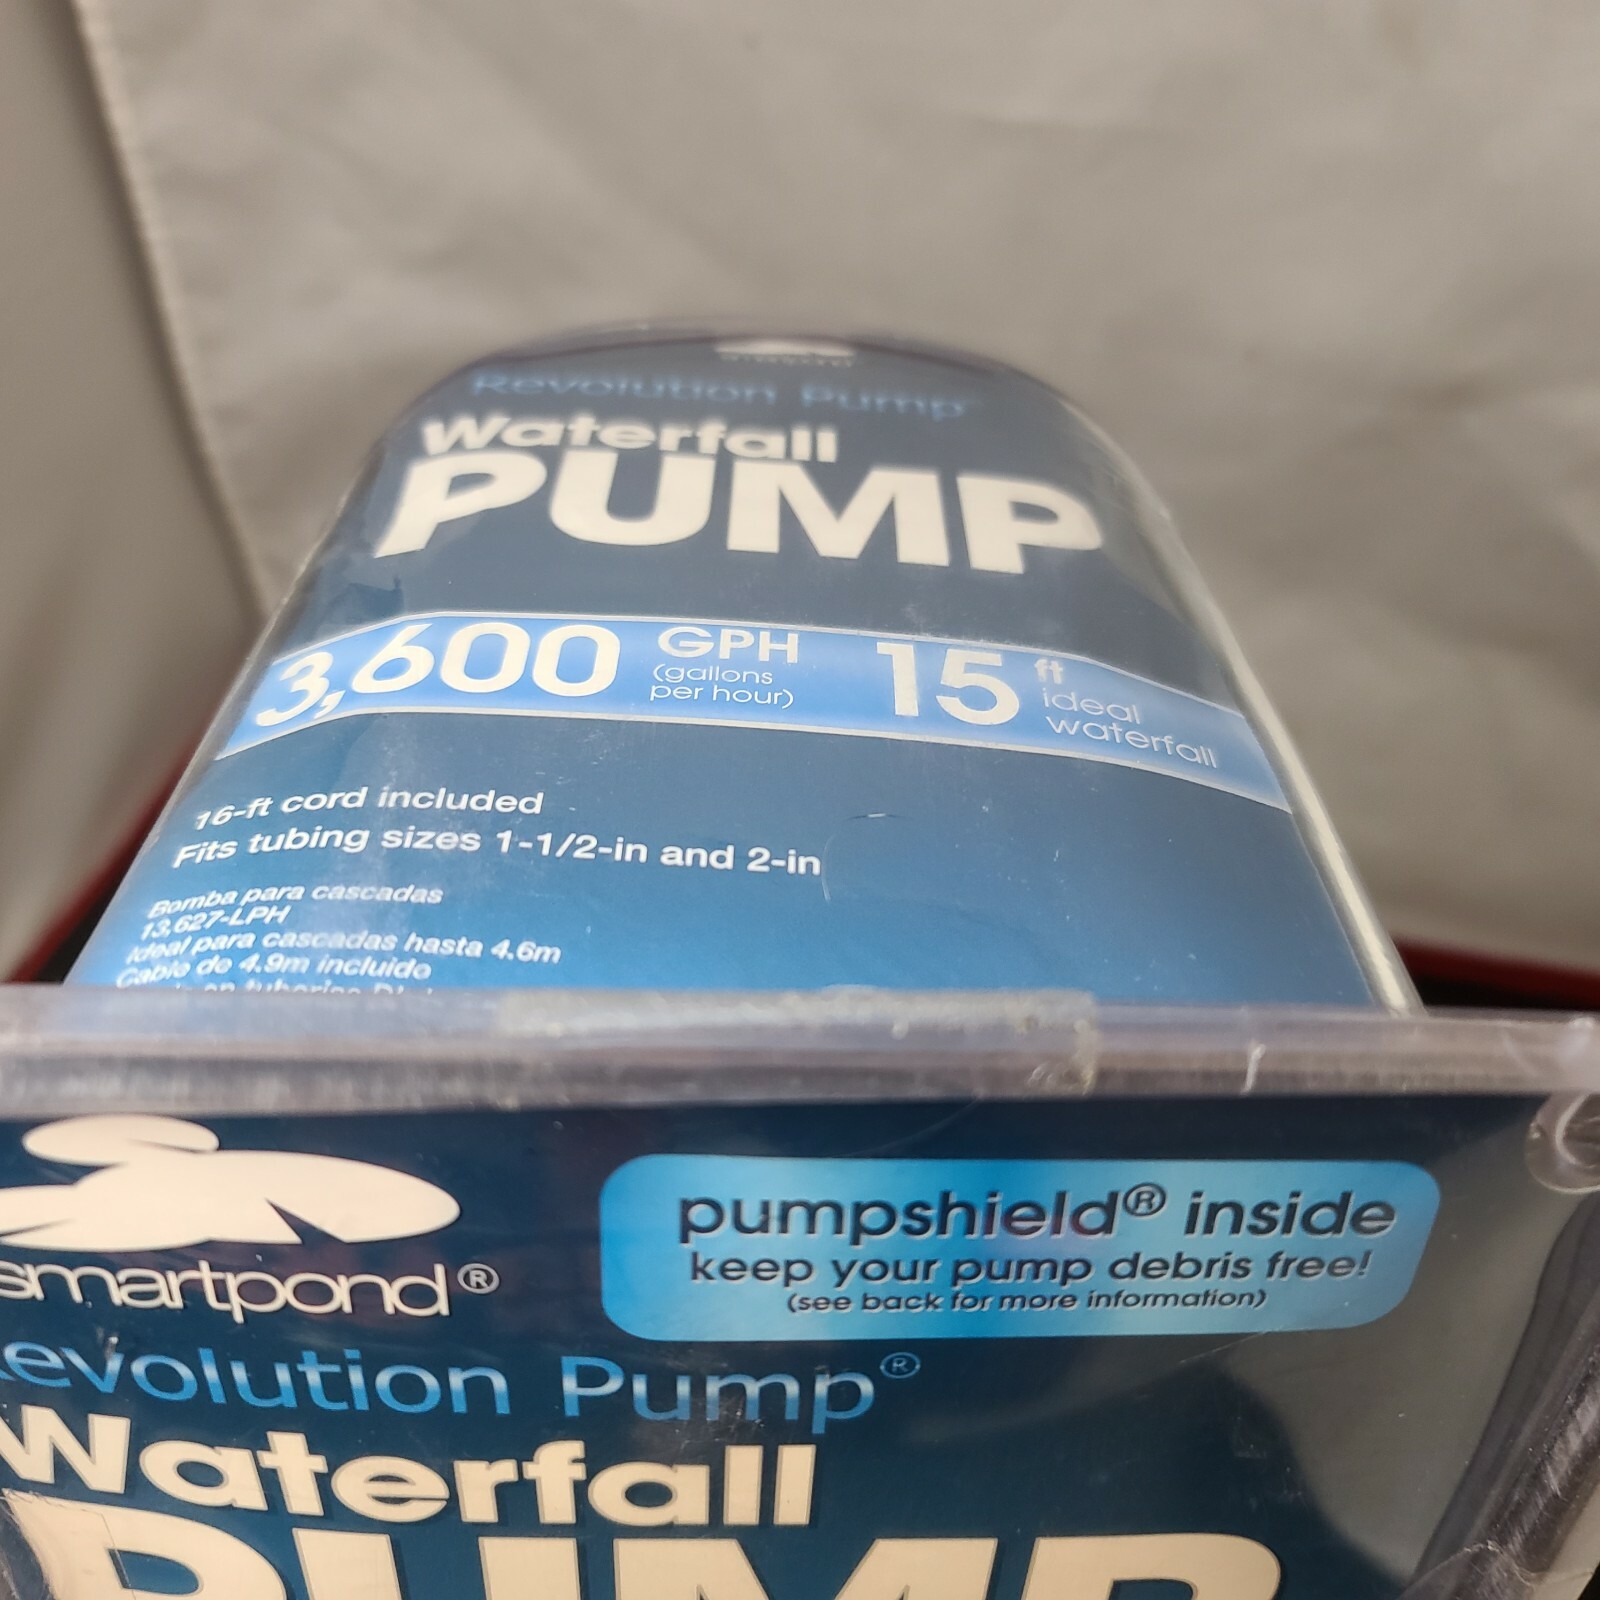 Revolution Pump
Waterfall
PUMP
3,600 GPH (gallons per hour) 15 ft ideal waterfall
16-ft cord included
Fits tubing sizes 1-1/2-in and 2-in
Bomba para cascadas
13,627-LPH
Ideal para cascadas hasta 4.6m
Cable de 4.9m incluido
smartpond®
pumpshield® inside
keep your pump debris free!
(see back for more information)
evolution Pump®
Waterfall
PUMP